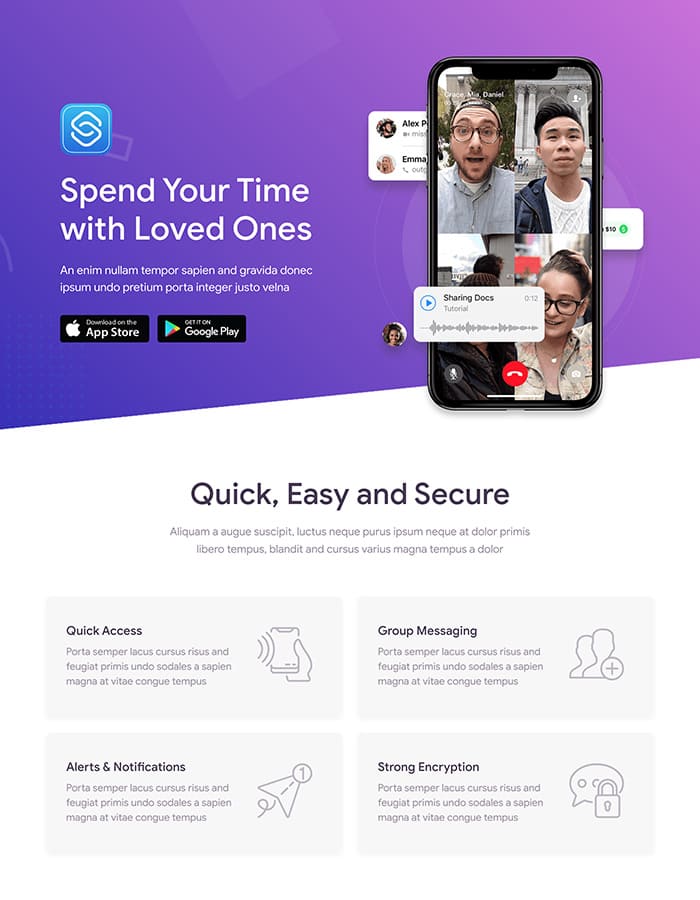 Spend Your Time
with Loved Ones
An enim nullam tempor sapien and gravida donec
ipsum undo pretium porta integer justo velna
Download on the
App Store
GET IT ON
Google Play
Grace, Mia, Daniel
Alex
Emma
$10
Sharing Docs
0:12
Tutorial
Quick, Easy and Secure
Aliquam a augue suscipit, luctus neque purus ipsum neque at dolor primis
libero tempus, blandit and cursus varius magna tempus a dolor
Quick Access
Porta semper lacus cursus risus and
feugiat primis undo sodales a sapien
magna at vitae congue tempus
Group Messaging
Porta semper lacus cursus risus and
feugiat primis undo sodales a sapien
magna at vitae congue tempus
Alerts & Notifications
Porta semper lacus cursus risus and
feugiat primis undo sodales a sapien
magna at vitae congue tempus
1
Strong Encryption
Porta semper lacus cursus risus and
feugiat primis undo sodales a sapien
magna at vitae congue tempus